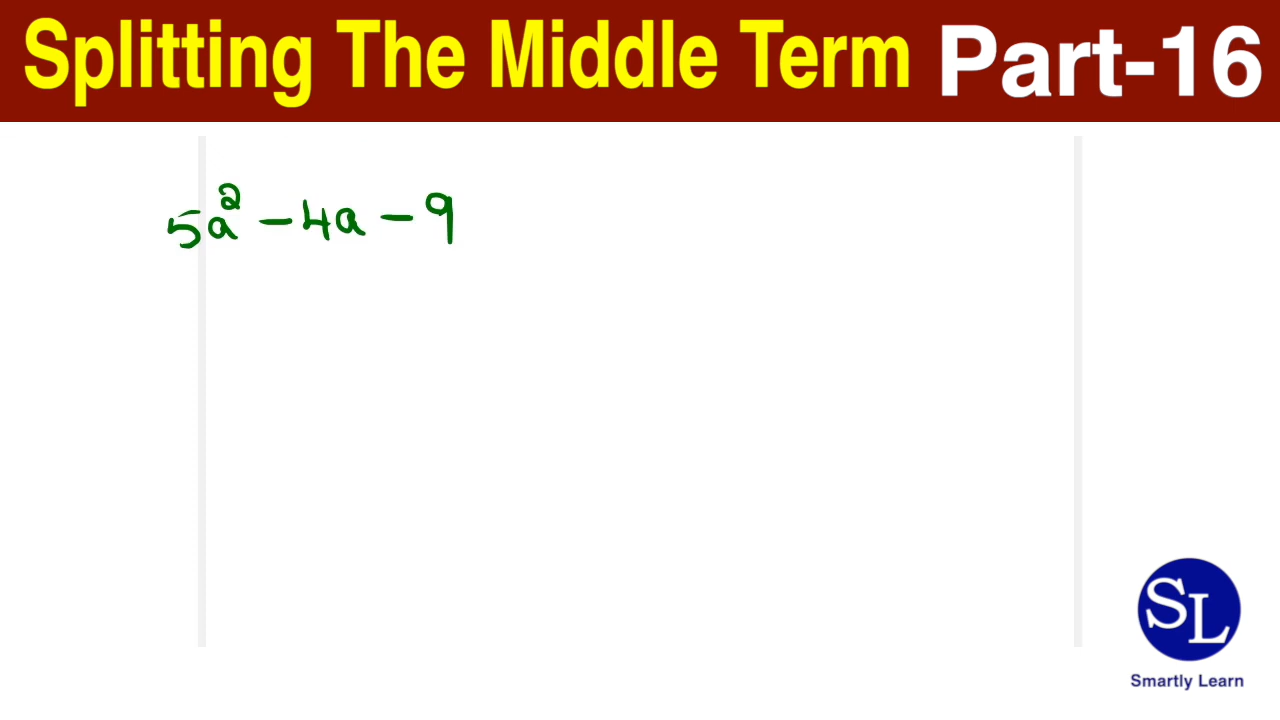 Splitting The Middle Term Part-16
5a² - 4a - 9
SL
Smartly Learn